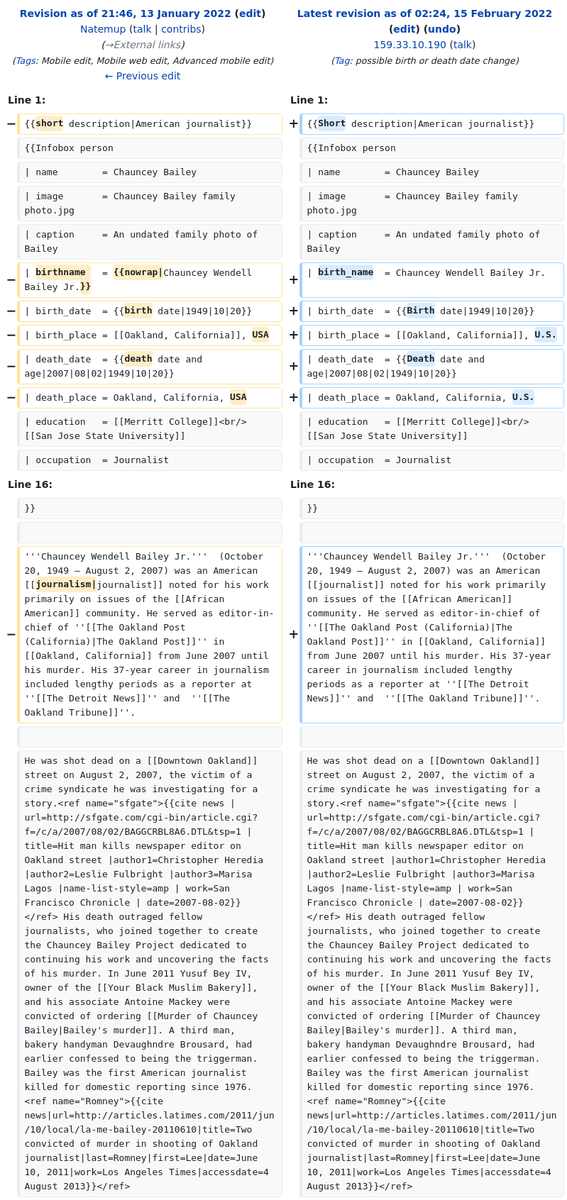 Revision as of 21:46, 13 January 2022 (edit)
Natemup (talk | contribs)
(→External links)
(Tags: Mobile edit, Mobile web edit, Advanced mobile edit)
← Previous edit
Latest revision as of 02:24, 15 February 2022
(edit) (undo)
159.33.10.190 (talk)
(Tag: possible birth or death date change)
Line 1:
Line 1:
− {{short description|American journalist}}
+ {{Short description|American journalist}}
{{Infobox person
{{Infobox person
| name = Chauncey Bailey
| name = Chauncey Bailey
| image = Chauncey Bailey family
photo.jpg
| image = Chauncey Bailey family
photo.jpg
| caption = An undated family photo of
Bailey
| caption = An undated family photo of
Bailey
− | birthname = {{nowrap|Chauncey Wendell
Bailey Jr.}}
+ | birth_name = Chauncey Wendell Bailey Jr.
− | birth_date = {{birth date|1949|10|20}}
+ | birth_date = {{Birth date|1949|10|20}}
− | birth_place = [[Oakland, California]], USA
+ | birth_place = [[Oakland, California]], U.S.
− | death_date = {{death date and
age|2007|08|02|1949|10|20}}
+ | death_date = {{Death date and
age|2007|08|02|1949|10|20}}
− | death_place = Oakland, California, USA
+ | death_place = Oakland, California, U.S.
| education = [[Merritt College]]<br/>
[[San Jose State University]]
| education = [[Merritt College]]<br/>
[[San Jose State University]]
| occupation = Journalist
| occupation = Journalist
Line 16:
Line 16:
}}
}}
− '''Chauncey Wendell Bailey Jr.''' (October
20, 1949 – August 2, 2007) was an American
[[journalism|journalist]] noted for his work
primarily on issues of the [[African
American]] community. He served as editor-in-
chief of ''[[The Oakland Post
(California)|The Oakland Post]]'' in
[[Oakland, California]] from June 2007 until
his murder. His 37-year career in journalism
included lengthy periods as a reporter at
''[[The Detroit News]]'' and ''[[The
Oakland Tribune]]''.
+ '''Chauncey Wendell Bailey Jr.''' (October
20, 1949 – August 2, 2007) was an American
[[journalist]] noted for his work primarily
on issues of the [[African American]]
community. He served as editor-in-chief of
''[[The Oakland Post (California)|The
Oakland Post]]'' in [[Oakland, California]]
from June 2007 until his murder. His 37-year
career in journalism included lengthy
periods as a reporter at ''[[The Detroit
News]]'' and ''[[The Oakland Tribune]]''.
He was shot dead on a [[Downtown Oakland]]
street on August 2, 2007, the victim of a
crime syndicate he was investigating for a
story.<ref name="sfgate">{{cite news |
url=http://sfgate.com/cgi-bin/article.cgi?
f=/c/a/2007/08/02/BAGGCRBL8A6.DTL&tsp=1 |
title=Hit man kills newspaper editor on
Oakland street |author1=Christopher Heredia
|author2=Leslie Fulbright |author3=Marisa
Lagos |name-list-style=amp | work=San
Francisco Chronicle | date=2007-08-02}}
</ref> His death outraged fellow
journalists, who joined together to create
the Chauncey Bailey Project dedicated to
continuing his work and uncovering the facts
of his murder. In June 2011 Yusuf Bey IV,
owner of the [[Your Black Muslim Bakery]],
and his associate Antoine Mackey were
convicted of ordering [[Murder of Chauncey
Bailey|Bailey's murder]]. A third man,
bakery handyman Devaughndre Brousard, had
earlier confessed to being the triggerman.
Bailey was the first American journalist
killed for domestic reporting since 1976.
<ref name="Romney">{{cite
news|url=http://articles.latimes.com/2011/jun
/10/local/la-me-bailey-20110610|title=Two
convicted of murder in shooting of Oakland
journalist|last=Romney|first=Lee|date=June
10, 2011|work=Los Angeles Times|accessdate=4
August 2013}}</ref>
He was shot dead on a [[Downtown Oakland]]
street on August 2, 2007, the victim of a
crime syndicate he was investigating for a
story.<ref name="sfgate">{{cite news |
url=http://sfgate.com/cgi-bin/article.cgi?
f=/c/a/2007/08/02/BAGGCRBL8A6.DTL&tsp=1 |
title=Hit man kills newspaper editor on
Oakland street |author1=Christopher Heredia
|author2=Leslie Fulbright |author3=Marisa
Lagos |name-list-style=amp | work=San
Francisco Chronicle | date=2007-08-02}}
</ref> His death outraged fellow
journalists, who joined together to create
the Chauncey Bailey Project dedicated to
continuing his work and uncovering the facts
of his murder. In June 2011 Yusuf Bey IV,
owner of the [[Your Black Muslim Bakery]],
and his associate Antoine Mackey were
convicted of ordering [[Murder of Chauncey
Bailey|Bailey's murder]]. A third man,
bakery handyman Devaughndre Brousard, had
earlier confessed to being the triggerman.
Bailey was the first American journalist
killed for domestic reporting since 1976.
<ref name="Romney">{{cite
news|url=http://articles.latimes.com/2011/jun
/10/local/la-me-bailey-20110610|title=Two
convicted of murder in shooting of Oakland
journalist|last=Romney|first=Lee|date=June
10, 2011|work=Los Angeles Times|accessdate=4
August 2013}}</ref>